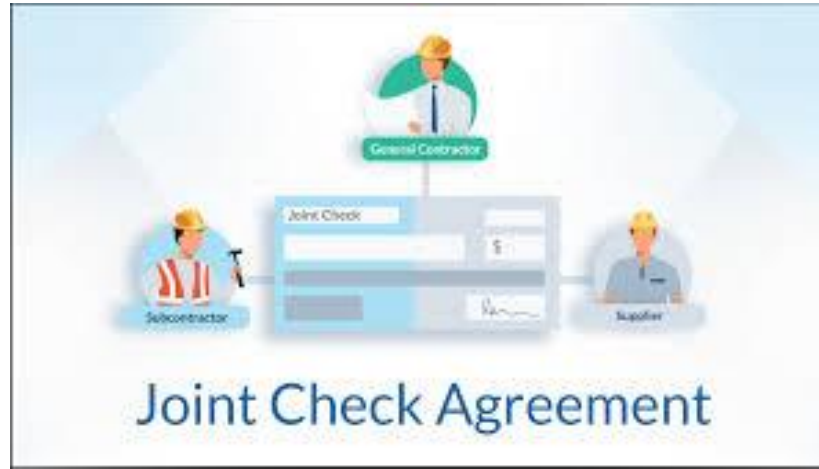 General Contractor
Joint Check
$
Subcontractor
Supplier
Joint Check Agreement